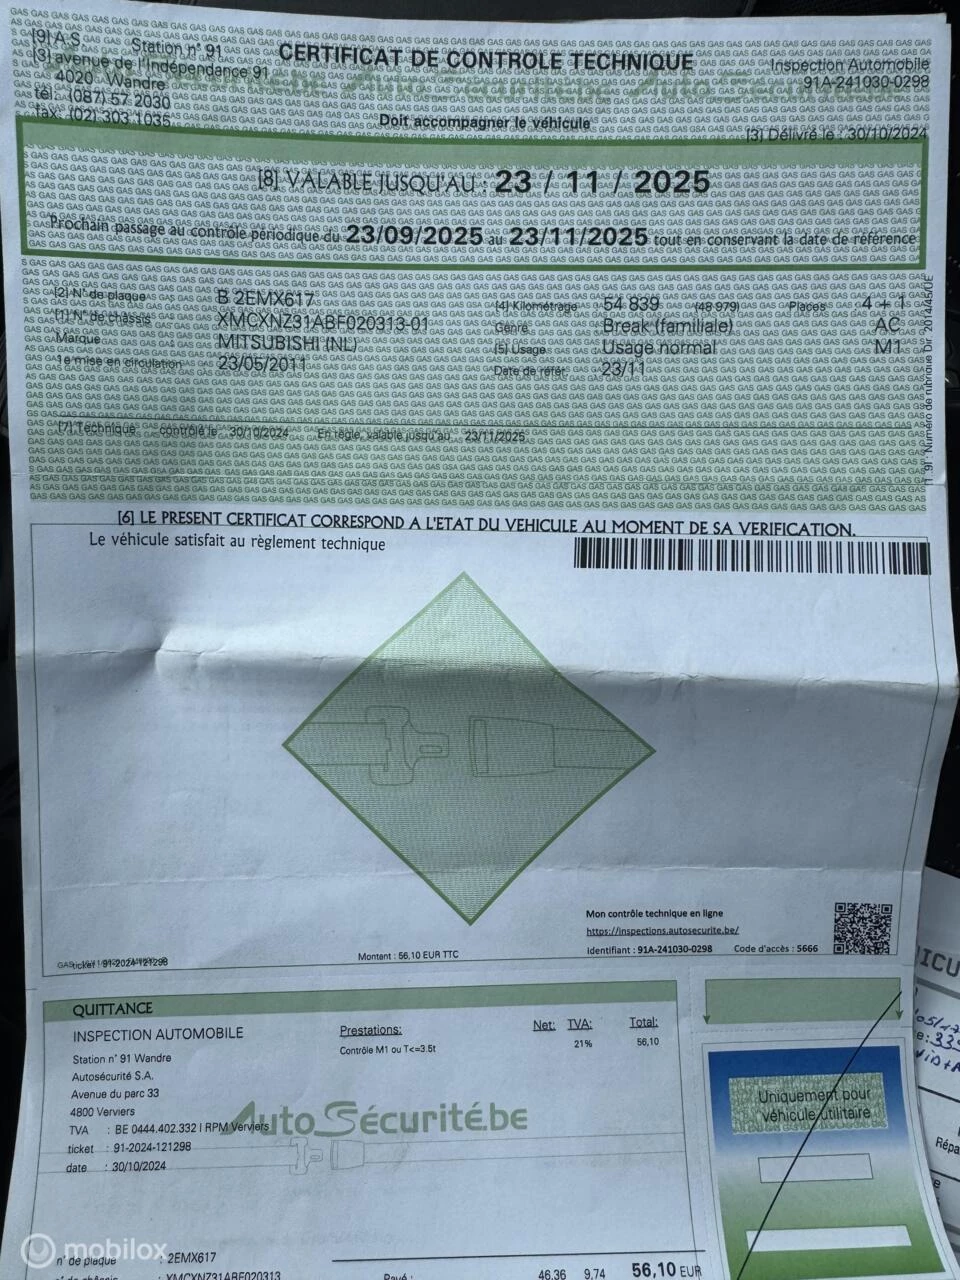 [9] A-S
Station n° 91
[3] avenue de l'Indépendance 91
4020 Wandre
tél.: (087) 57 2030
fax: (02) 303 1035
CERTIFICAT DE CONTROLE TECHNIQUE
Doit accompagner le véhicule
Inspection Automobile
91A-241030-0298
[3] Délivré le : 30/10/2024
[8] VALABLE JUSQU'AU : 23 / 11 / 2025
Prochain passage au contrôle périodique du 23/09/2025 au 23/11/2025 tout en conservant la date de référence
[2] N° de plaque B 2EMX617
[1] N° de châssis XMCXNZ31ABF020313-01
Marque MITSUBISHI (NL)
1e mise en circulation 23/05/2011
[4] Kilométrage 54 839 (48 979) Places 4 + 1
Genre Break (familiale) AC
[5] Usage Usage normal M1
Date de référ. 23/11
[7] Technique contrôlé le 30/10/2024 En règle, valable jusqu'au 23/11/2025
[6] LE PRESENT CERTIFICAT CORRESPOND A L'ETAT DU VEHICULE AU MOMENT DE SA VERIFICATION.
Le véhicule satisfait au règlement technique
Mon contrôle technique en ligne
https://inspections.autosecurite.be/
Identifiant : 91A-241030-0298 Code d'accès : 5666
ticket : 91-2024-121298
Montant : 56,10 EUR TTC
QUITTANCE
INSPECTION AUTOMOBILE
Station n° 91 Wandre
Autosécurité S.A.
Avenue du parc 33
4800 Verviers
TVA : BE 0444.402.332 | RPM Verviers
ticket : 91-2024-121298
date : 30/10/2024
Prestations: Net: TVA: Total:
Contrôle M1 ou T<=3.5t 21% 56,10
AutoSécurité.be
Uniquement pour
véhicule utilitaire
n° de plaque : 2EMX617
n° de châssis : XMCXNZ31ABF020313
Payé : 46,36 9,74 56,10 EUR
mobilox